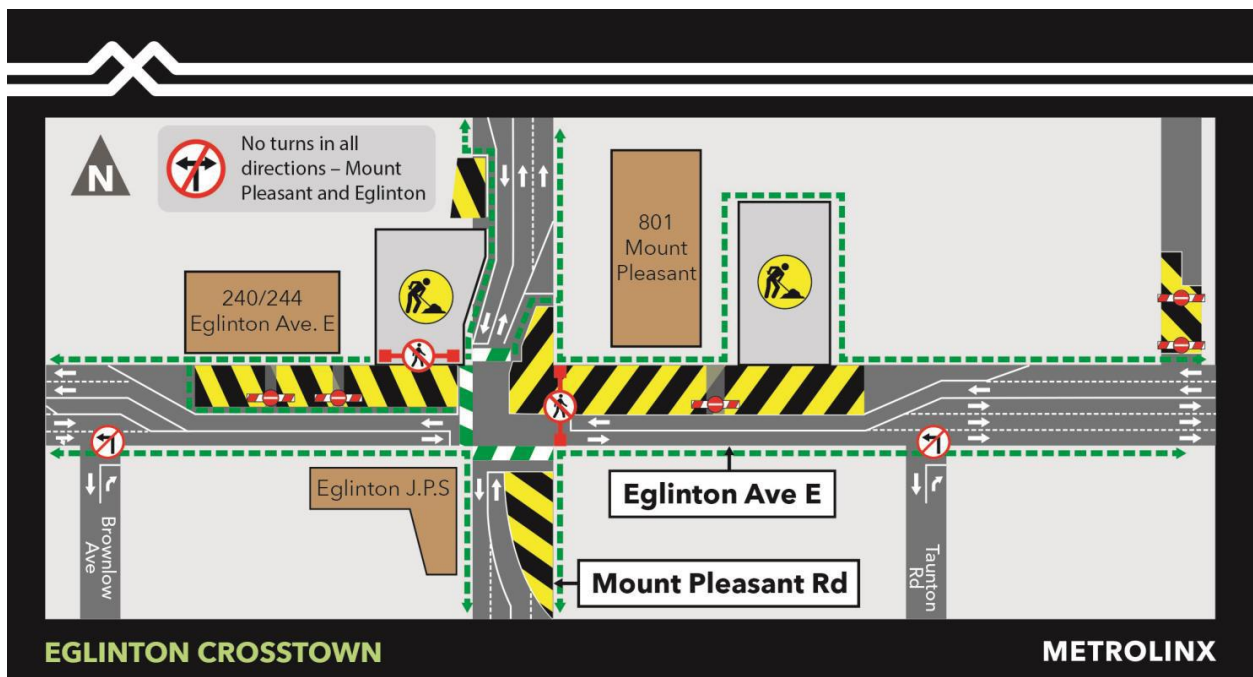 N
No turns in all
directions – Mount
Pleasant and Eglinton
801
Mount
Pleasant
240/244
Eglinton Ave. E
Eglinton J.P.S
Eglinton Ave E
Mount Pleasant Rd
Brownlow
Ave
Taunton
Rd
EGLINTON CROSSTOWN
METROLINX